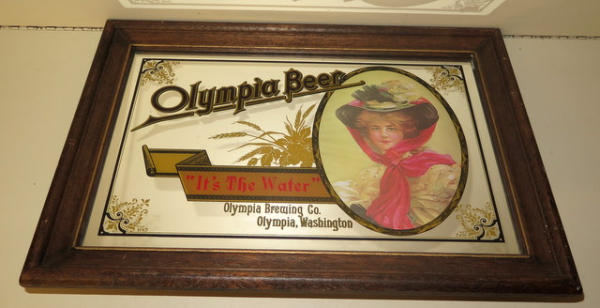 Olympia Beer
"It's The Water"
Olympia Brewing Co.
Olympia, Washington